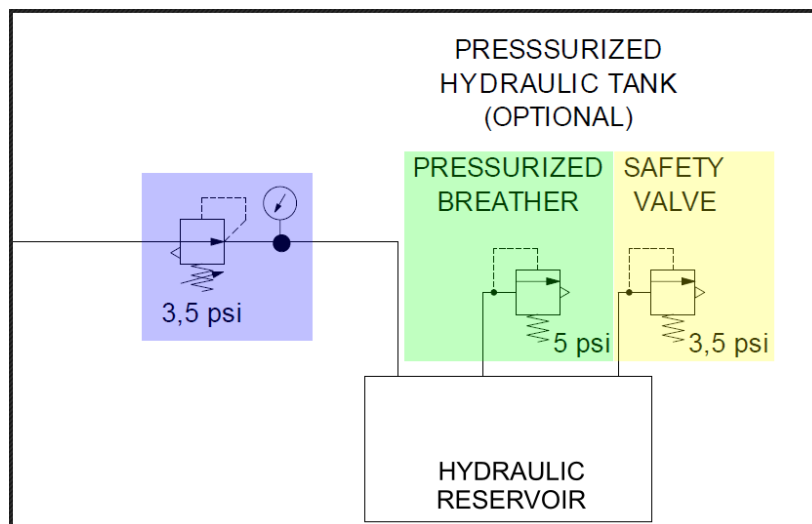 PRESSSURIZED
HYDRAULIC TANK
(OPTIONAL)
PRESSURIZED
BREATHER
SAFETY
VALVE
3,5 psi
5 psi
3,5 psi
HYDRAULIC
RESERVOIR